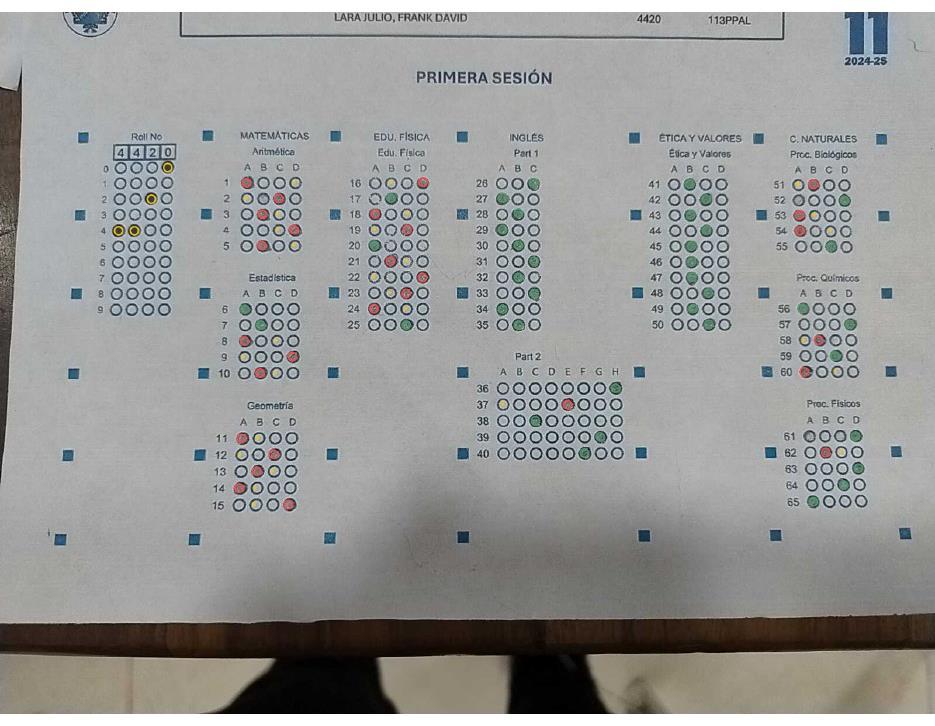 LARA JULIO, FRANK DAVID 4420 113PPAL
11
2024-25
PRIMERA SESIÓN
Roll No
4 4 2 0
0
1
2
3
4
5
6
7
8
9
MATEMÁTICAS
Aritmética
A B C D
1
2
3
4
5
Estadística
A B C D
6
7
8
9
10
Geometría
A B C D
11
12
13
14
15
EDU. FÍSICA
Edu. Física
A B C D
16
17
18
19
20
21
22
23
24
25
INGLÉS
Part 1
A B C
26
27
28
29
30
31
32
33
34
35
Part 2
A B C D E F G H
36
37
38
39
40
ÉTICA Y VALORES
Ética y Valores
A B C D
41
42
43
44
45
46
47
48
49
50
C. NATURALES
Proc. Biológicos
A B C D
51
52
53
54
55
Proc. Químicos
A B C D
56
57
58
59
60
Proc. Físicos
A B C D
61
62
63
64
65